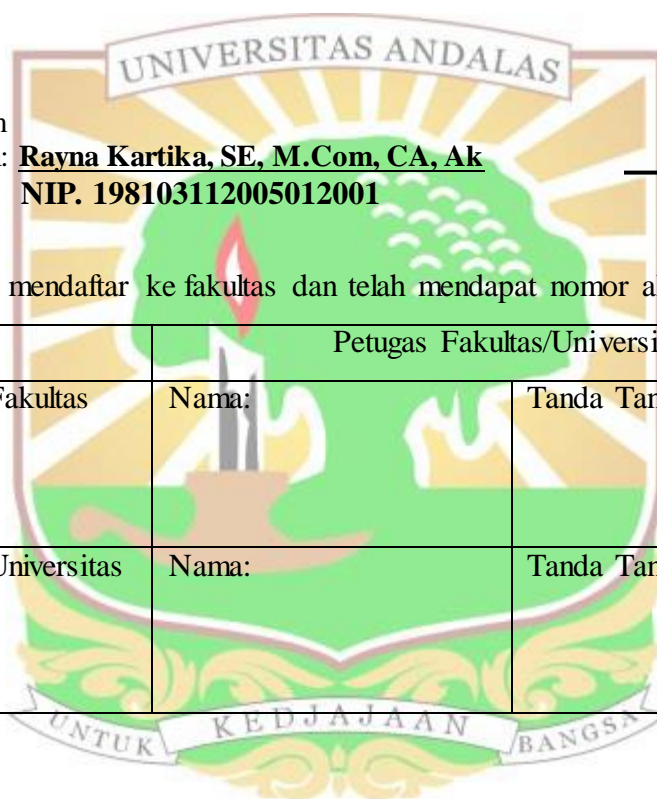 UNIVERSITAS ANDALAS
n
: Rayna Kartika, SE, M.Com, CA, Ak
NIP. 198103112005012001
mendaftar ke fakultas dan telah mendapat nomor al
Petugas Fakultas/Universi
Fakultas Nama: Tanda Tan
Universitas Nama: Tanda Tan
UNTUK KEDJAJAAN BANGSA